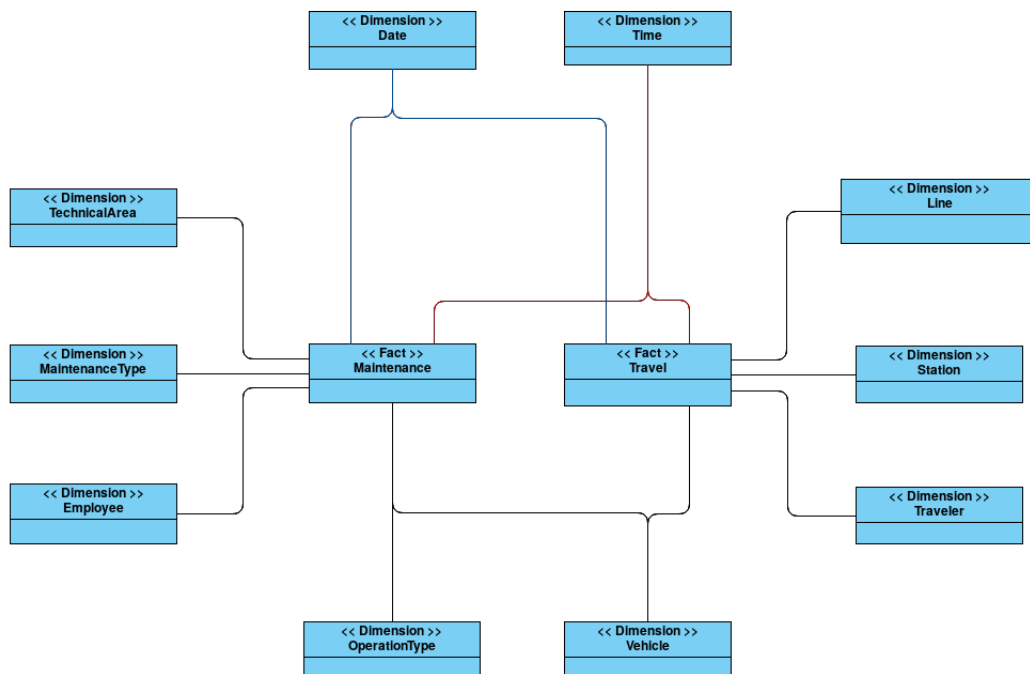 << Dimension >>
Date
<< Dimension >>
Time
<< Dimension >>
TechnicalArea
<< Dimension >>
Line
<< Dimension >>
MaintenanceType
<< Fact >>
Maintenance
<< Fact >>
Travel
<< Dimension >>
Station
<< Dimension >>
Employee
<< Dimension >>
Traveler
<< Dimension >>
OperationType
<< Dimension >>
Vehicle